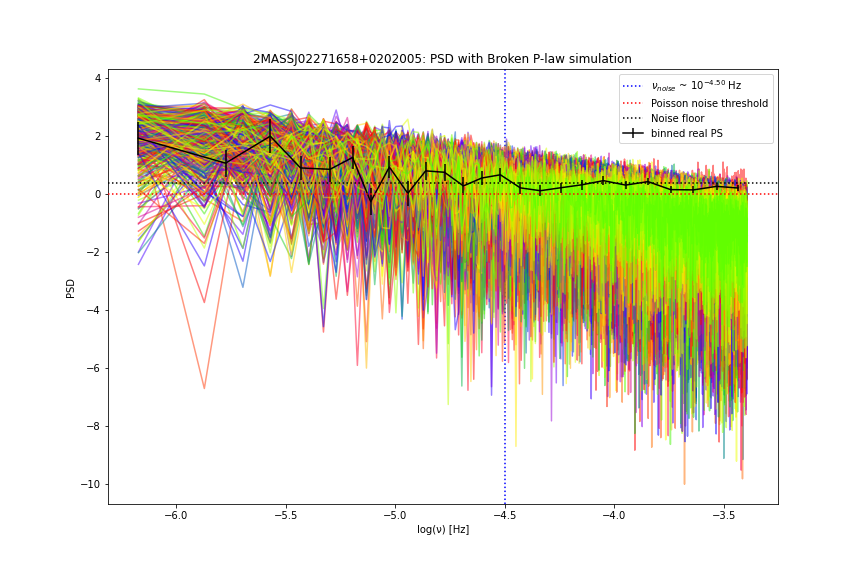 2MASSJ02271658+0202005: PSD with Broken P-law simulation
ν_noise ~ 10^−4.50 Hz
Poisson noise threshold
Noise floor
binned real PS
4
2
0
−2
−4
−6
−8
−10
PSD
−6.0 −5.5 −5.0 −4.5 −4.0 −3.5
log(ν) [Hz]